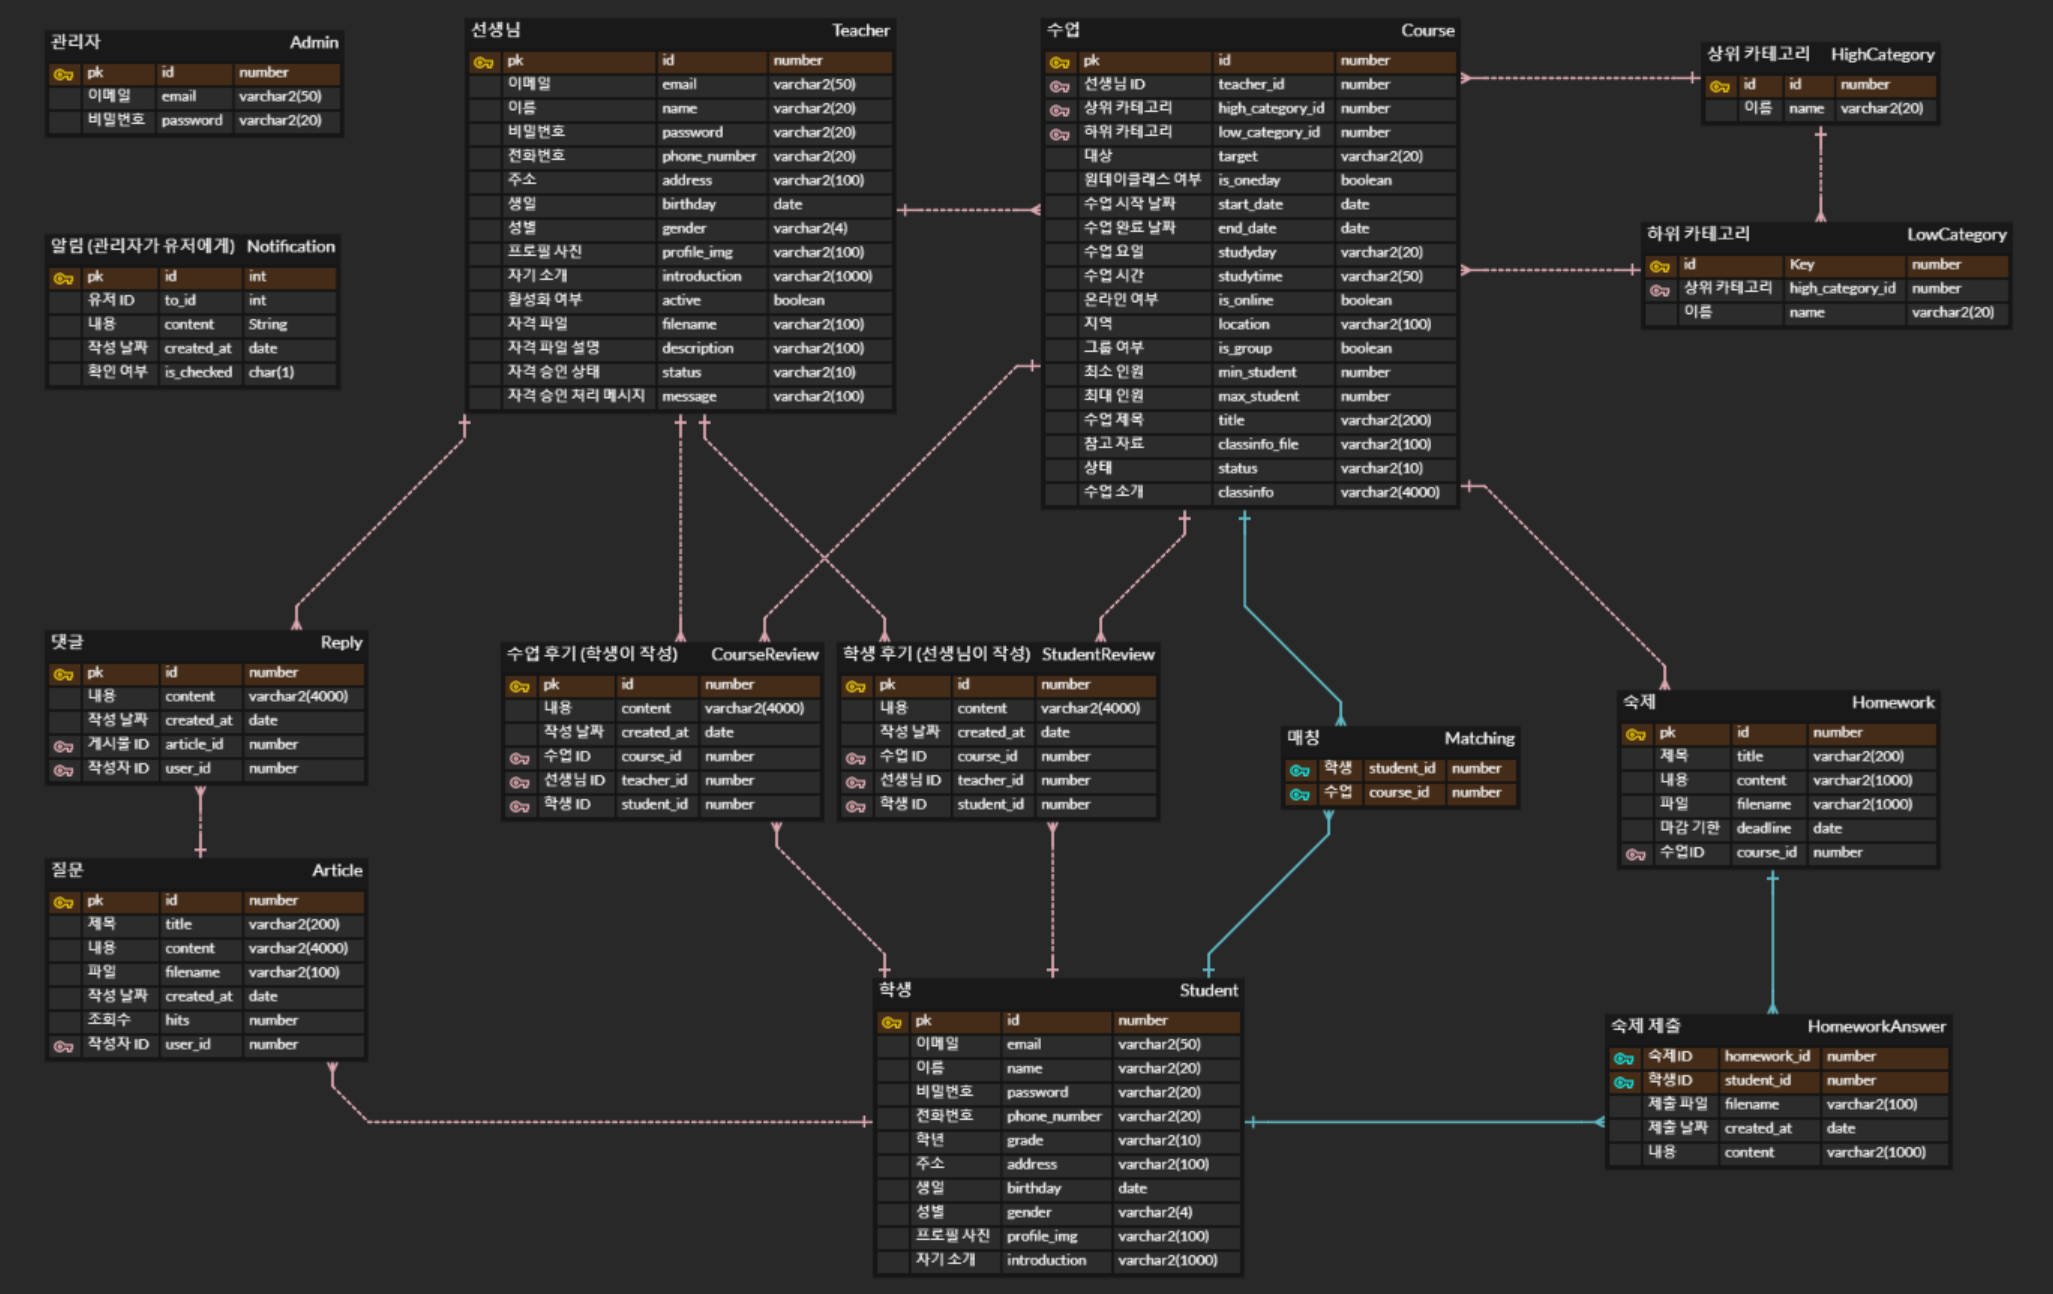 관리자 Admin
pk id number
이메일 email varchar2(50)
비밀번호 password varchar2(20)
알림 (관리자가 유저에게) Notification
pk id int
유저 ID to_id int
내용 content String
작성 날짜 created_at date
확인 여부 is_checked char(1)
선생님 Teacher
pk id number
이메일 email varchar2(50)
이름 name varchar2(20)
비밀번호 password varchar2(20)
전화번호 phone_number varchar2(20)
주소 address varchar2(100)
생일 birthday date
성별 gender varchar2(4)
프로필 사진 profile_img varchar2(100)
자기 소개 introduction varchar2(1000)
활성화 여부 active boolean
자격 파일 filename varchar2(100)
자격 파일 설명 description varchar2(100)
자격 승인 상태 status varchar2(10)
자격 승인 처리 메시지 message varchar2(100)
수업 Course
pk id number
선생님 ID teacher_id number
상위 카테고리 high_category_id number
하위 카테고리 low_category_id number
대상 target varchar2(20)
원데이클래스 여부 is_oneday boolean
수업 시작 날짜 start_date date
수업 완료 날짜 end_date date
수업 요일 studyday varchar2(20)
수업 시간 studytime varchar2(50)
온라인 여부 is_online boolean
지역 location varchar2(100)
그룹 여부 is_group boolean
최소 인원 min_student number
최대 인원 max_student number
수업 제목 title varchar2(200)
참고 자료 classinfo_file varchar2(100)
상태 status varchar2(10)
수업 소개 classinfo varchar2(4000)
상위 카테고리 HighCategory
id id number
이름 name varchar2(20)
하위 카테고리 LowCategory
id Key number
상위 카테고리 high_category_id number
이름 name varchar2(20)
댓글 Reply
pk id number
내용 content varchar2(4000)
작성 날짜 created_at date
게시물 ID article_id number
작성자 ID user_id number
수업 후기 (학생이 작성) CourseReview
pk id number
내용 content varchar2(4000)
작성 날짜 created_at date
수업 ID course_id number
선생님 ID teacher_id number
학생 ID student_id number
학생 후기 (선생님이 작성) StudentReview
pk id number
내용 content varchar2(4000)
작성 날짜 created_at date
수업 ID course_id number
선생님 ID teacher_id number
학생 ID student_id number
매칭 Matching
학생 student_id number
수업 course_id number
숙제 Homework
pk id number
제목 title varchar2(200)
내용 content varchar2(1000)
파일 filename varchar2(1000)
마감 기한 deadline date
수업ID course_id number
질문 Article
pk id number
제목 title varchar2(200)
내용 content varchar2(4000)
파일 filename varchar2(100)
작성 날짜 created_at date
조회수 hits number
작성자 ID user_id number
학생 Student
pk id number
이메일 email varchar2(50)
이름 name varchar2(20)
비밀번호 password varchar2(20)
전화번호 phone_number varchar2(20)
학년 grade varchar2(10)
주소 address varchar2(100)
생일 birthday date
성별 gender varchar2(4)
프로필 사진 profile_img varchar2(100)
자기 소개 introduction varchar2(1000)
숙제 제출 HomeworkAnswer
숙제ID homework_id number
학생ID student_id number
제출 파일 filename varchar2(100)
제출 날짜 created_at date
내용 content varchar2(1000)